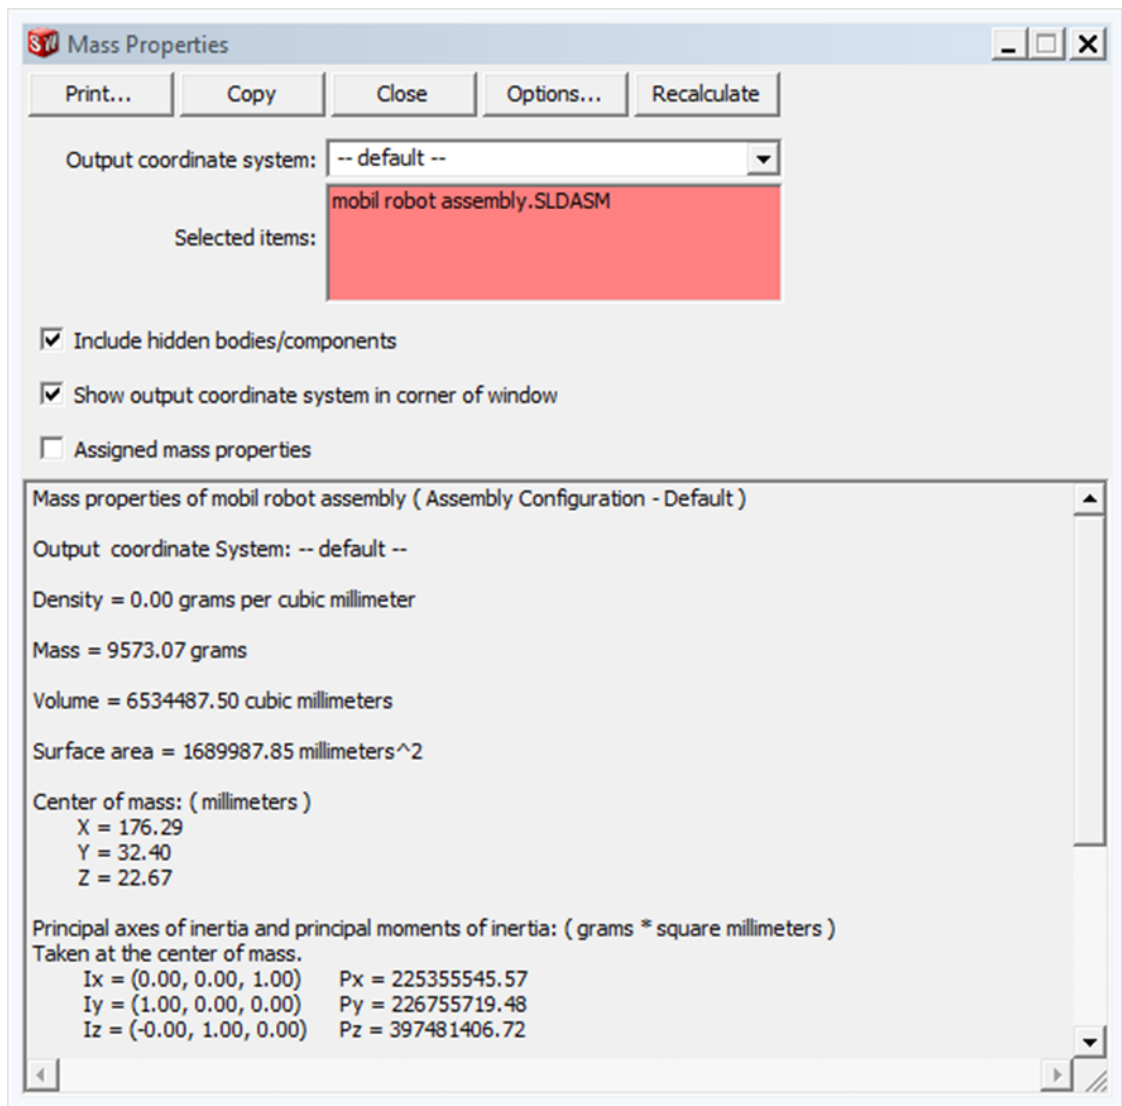 SW Mass Properties
Print... Copy Close Options... Recalculate
Output coordinate system: -- default --
mobil robot assembly.SLDASM
Selected items:
Include hidden bodies/components
Show output coordinate system in corner of window
Assigned mass properties
Mass properties of mobil robot assembly ( Assembly Configuration - Default )
Output  coordinate System: -- default --
Density = 0.00 grams per cubic millimeter
Mass = 9573.07 grams
Volume = 6534487.50 cubic millimeters
Surface area = 1689987.85 millimeters^2
Center of mass: ( millimeters )
X = 176.29
Y = 32.40
Z = 22.67
Principal axes of inertia and principal moments of inertia: ( grams * square millimeters )
Taken at the center of mass.
Ix = (0.00, 0.00, 1.00) Px = 225355545.57
Iy = (1.00, 0.00, 0.00) Py = 226755719.48
Iz = (-0.00, 1.00, 0.00) Pz = 397481406.72